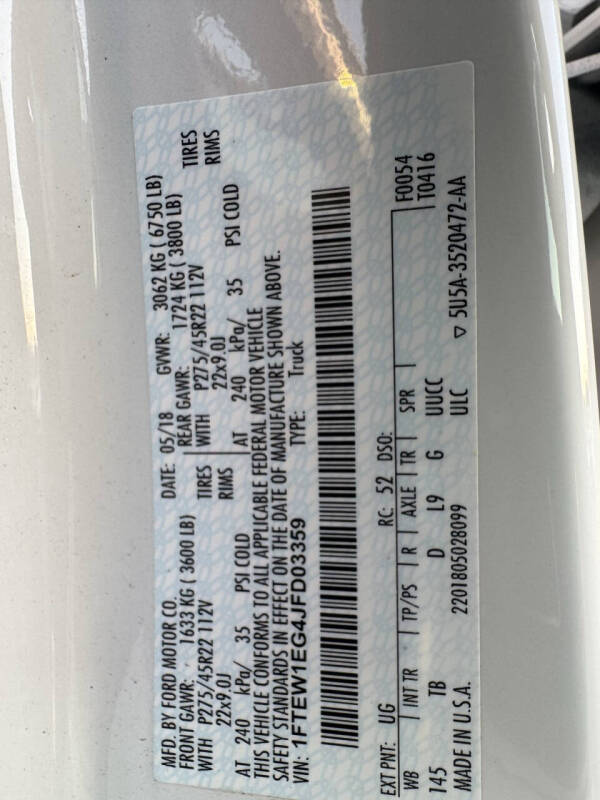 MFD. BY FORD MOTOR CO.
DATE: 05/18 GVWR: 3062 KG ( 6750 LB)
FRONT GAWR: 1633 KG ( 3600 LB) REAR GAWR: 1724 KG ( 3800 LB)
WITH P275/45R22 112V TIRES WITH P275/45R22 112V TIRES
22x9.0J RIMS 22x9.0J RIMS
AT 240 kPa/ 35 PSI COLD AT 240 kPa/ 35 PSI COLD
THIS VEHICLE CONFORMS TO ALL APPLICABLE FEDERAL MOTOR VEHICLE
SAFETY STANDARDS IN EFFECT ON THE DATE OF MANUFACTURE SHOWN ABOVE.
VIN: 1FTEW1EG4JFD03359 TYPE: Truck
EXT PNT: UG RC: 52 DSO: F0054
WB INT TR TP/PS R AXLE TR SPR T0416
145 TB D L9 G UUCC
MADE IN U.S.A. 2201805028099 ULC ▽ 5U5A-3520472-AA